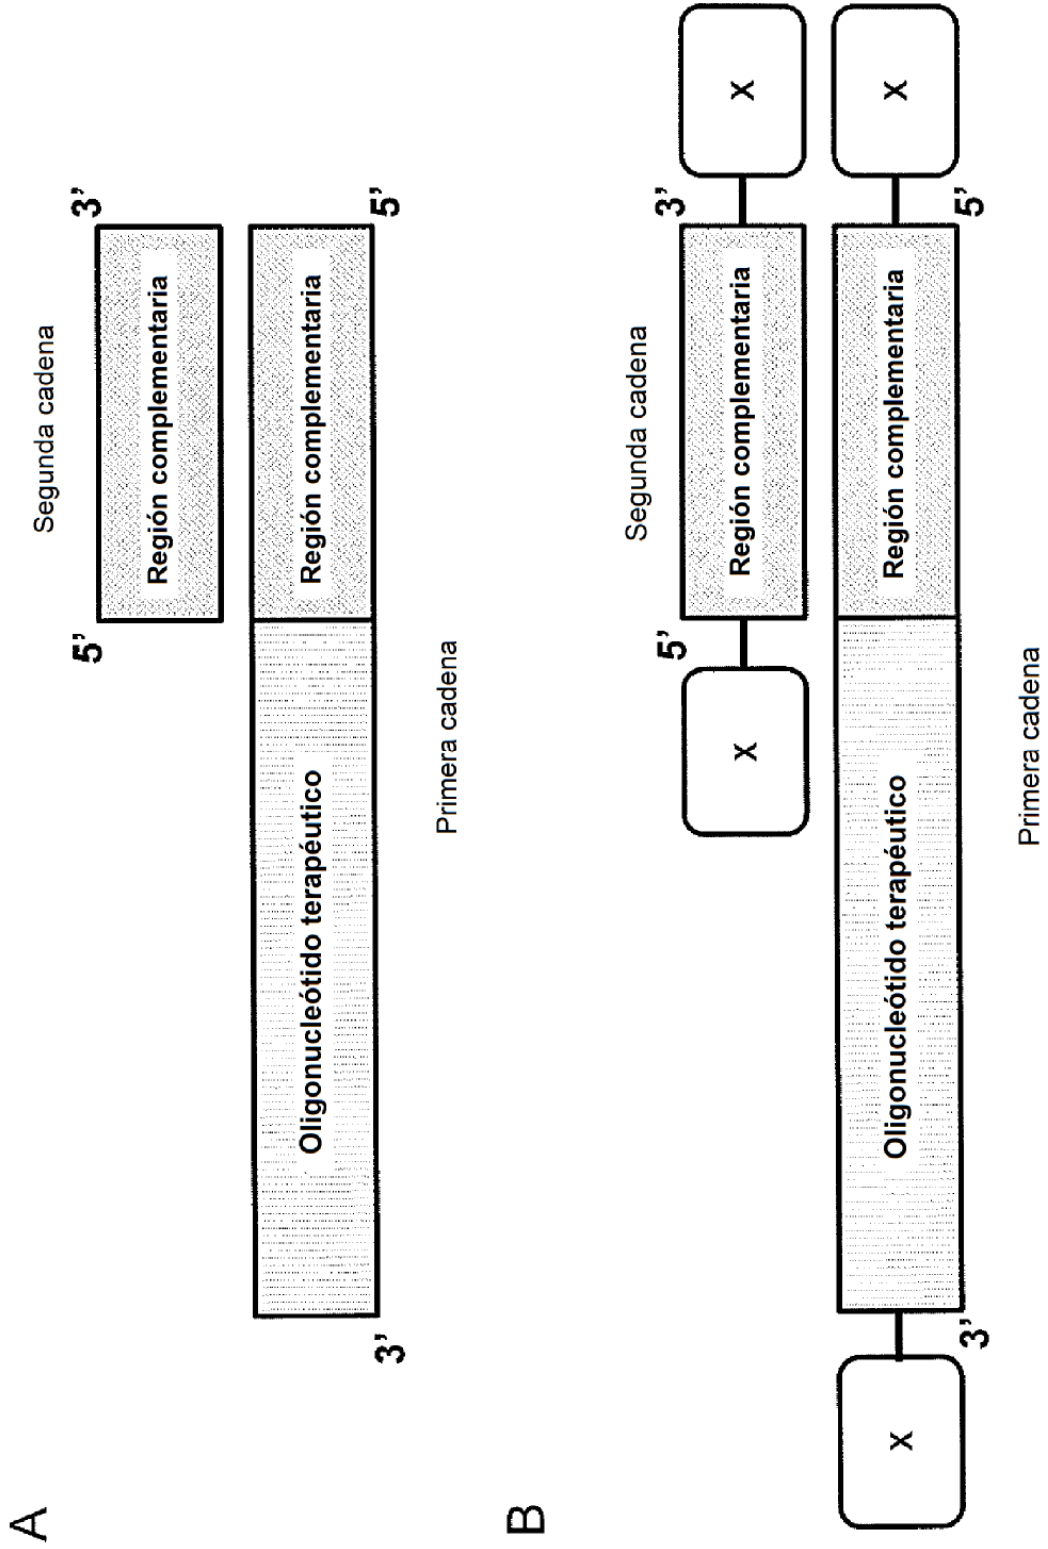 A
Segunda cadena
5’
3’
Región complementaria
Oligonucleótido terapéutico
Región complementaria
3’
5’
Primera cadena
B
Segunda cadena
5’
3’
X
Región complementaria
X
X
Oligonucleótido terapéutico
Región complementaria
X
3’
5’
Primera cadena